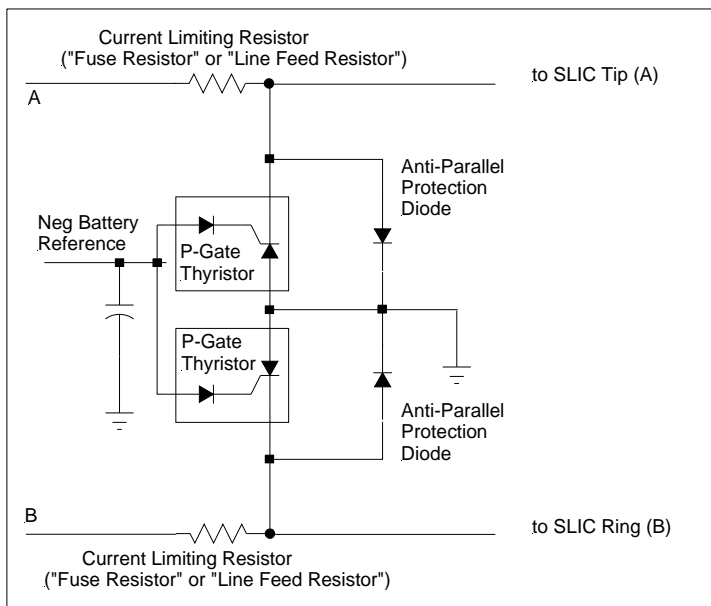 Current Limiting Resistor
("Fuse Resistor" or "Line Feed Resistor")
to SLIC Tip (A)
A
Anti-Parallel
Protection
Diode
Neg Battery
Reference
P-Gate
Thyristor
P-Gate
Thyristor
Anti-Parallel
Protection
Diode
B
to SLIC Ring (B)
Current Limiting Resistor
("Fuse Resistor" or "Line Feed Resistor")